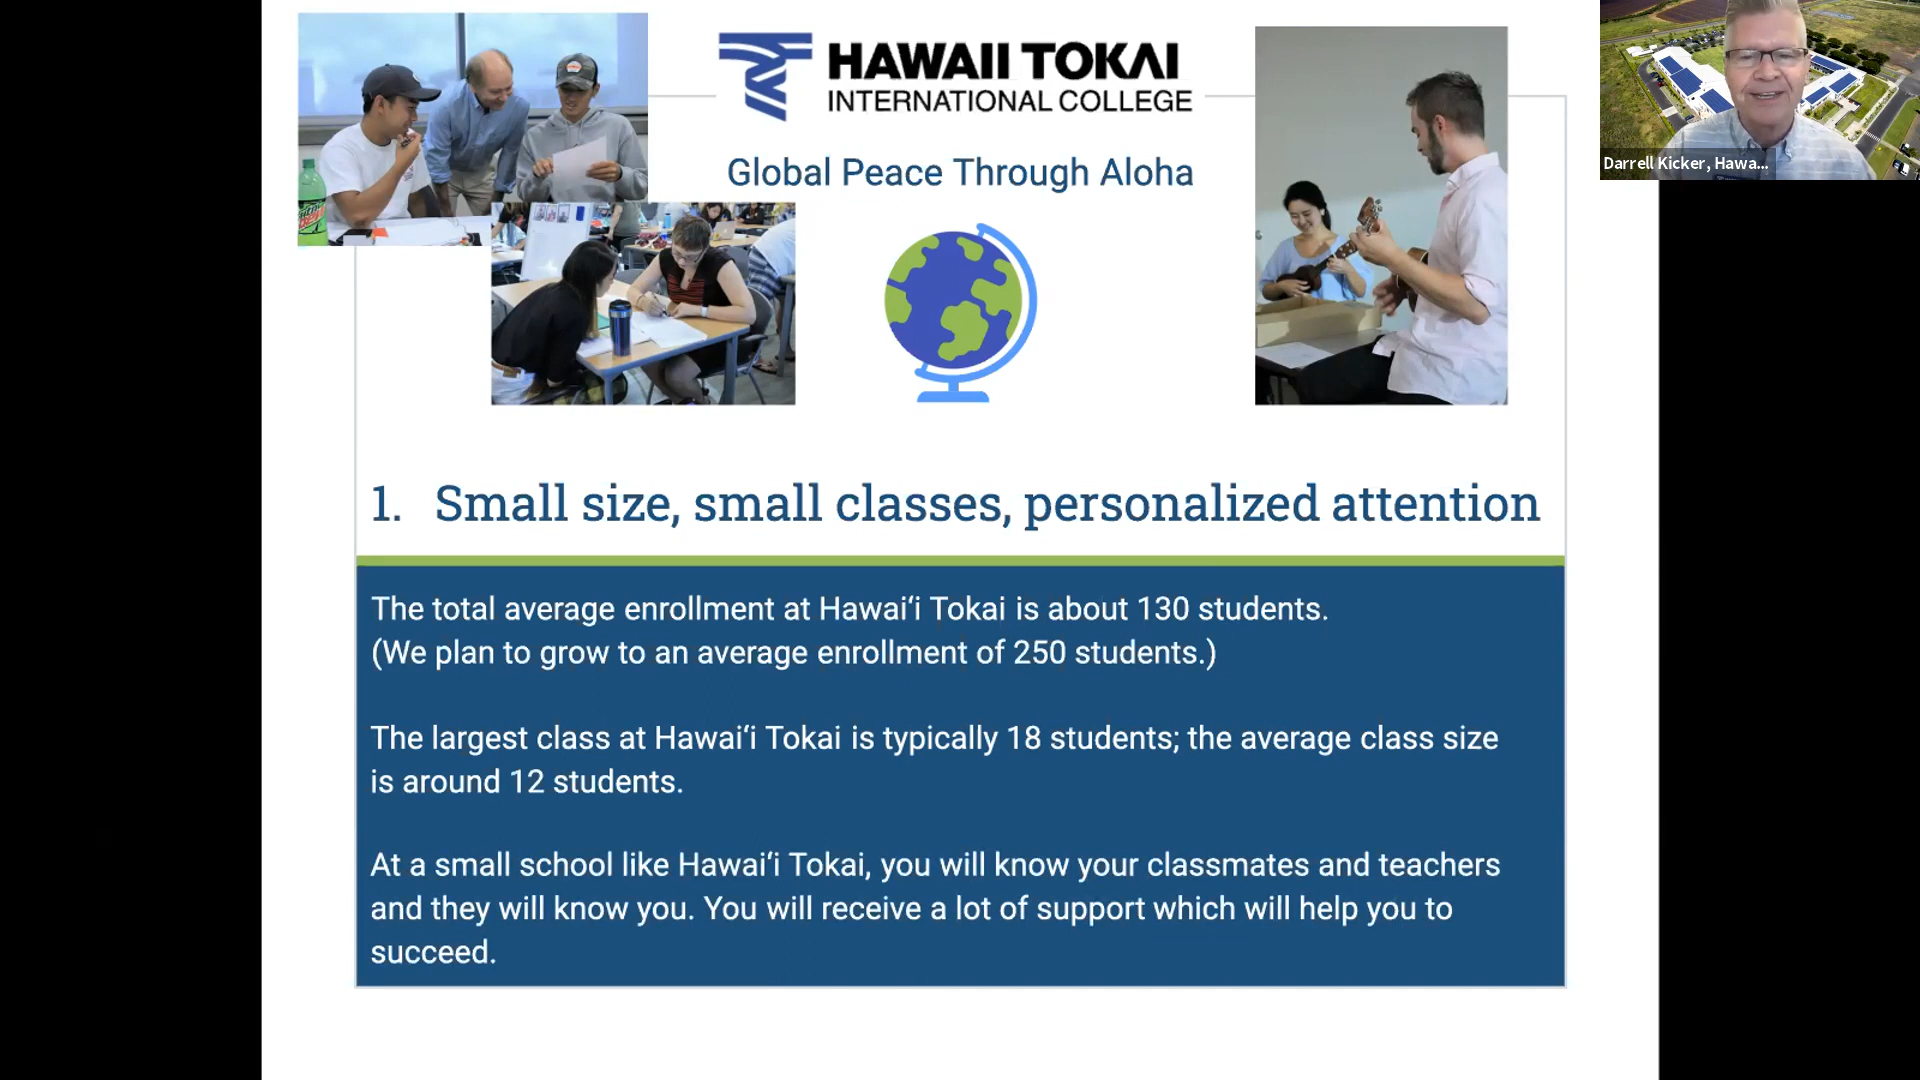 HAWAII TOKAI
INTERNATIONAL COLLEGE
Global Peace Through Aloha
Darrell Kicker, Hawa...
1. Small size, small classes, personalized attention
The total average enrollment at Hawai‘i Tokai is about 130 students.
(We plan to grow to an average enrollment of 250 students.)
The largest class at Hawai‘i Tokai is typically 18 students; the average class size
is around 12 students.
At a small school like Hawai‘i Tokai, you will know your classmates and teachers
and they will know you. You will receive a lot of support which will help you to
succeed.